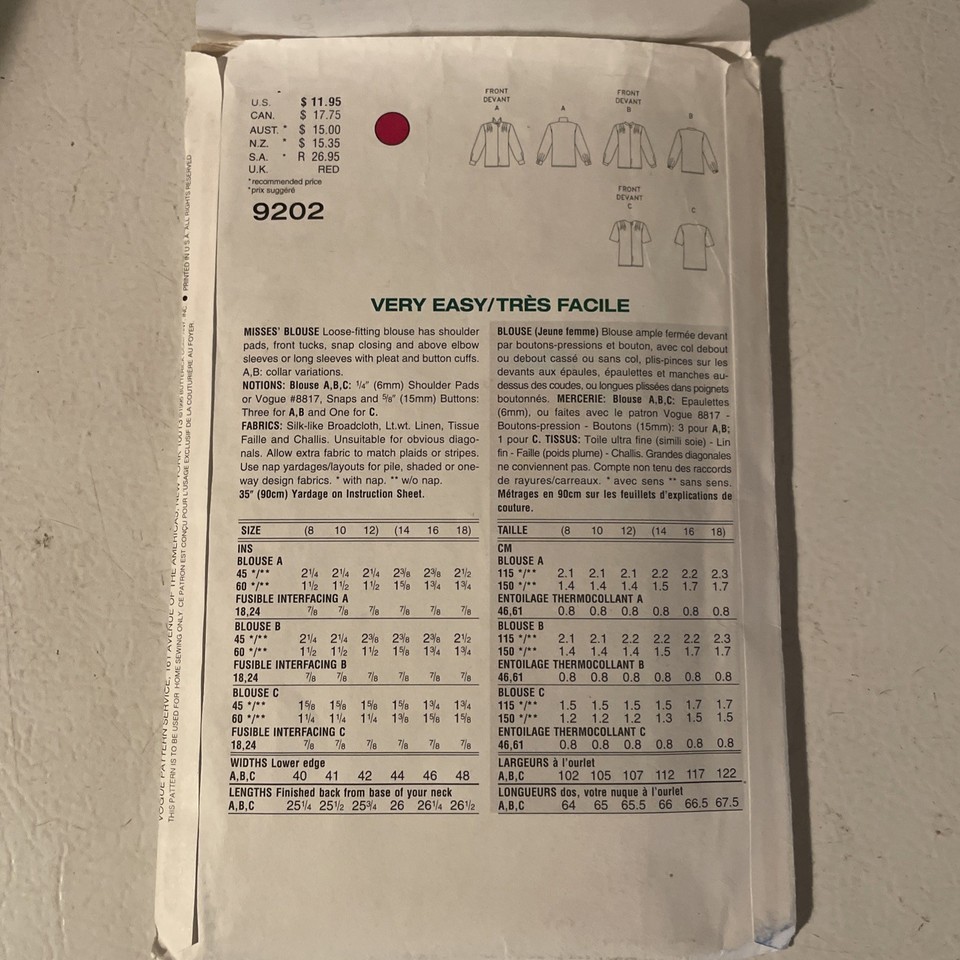 U.S. $ 11.95
CAN. $ 17.75
AUST. * $ 15.00
N.Z. * $ 15.35
S.A. * R 26.95
U.K. RED
*recommended price
*prix suggéré
9202
FRONT
DEVANT
A
A
FRONT
DEVANT
B
B
FRONT
DEVANT
C
C
VERY EASY/TRÈS FACILE
MISSES' BLOUSE Loose-fitting blouse has shoulder
pads, front tucks, snap closing and above elbow
sleeves or long sleeves with pleat and button cuffs.
A,B: collar variations.
NOTIONS: Blouse A,B,C: 1/4" (6mm) Shoulder Pads
or Vogue #8817, Snaps and 5/8" (15mm) Buttons:
Three for A,B and One for C.
FABRICS: Silk-like Broadcloth, Lt.wt. Linen, Tissue
Faille and Challis. Unsuitable for obvious diago-
nals. Allow extra fabric to match plaids or stripes.
Use nap yardages/layouts for pile, shaded or one-
way design fabrics. * with nap. ** w/o nap.
35" (90cm) Yardage on Instruction Sheet.
SIZE (8 10 12) (14 16 18)
INS
BLOUSE A
45 */** 2 1/4 2 1/4 2 1/4 2 3/8 2 3/8 2 1/2
60 */** 1 1/2 1 1/2 1 1/2 1 5/8 1 3/4 1 3/4
FUSIBLE INTERFACING A
18,24 7/8 7/8 7/8 7/8 7/8 7/8
BLOUSE B
45 */** 2 1/4 2 1/4 2 3/8 2 3/8 2 3/8 2 1/2
60 */** 1 1/2 1 1/2 1 1/2 1 5/8 1 3/4 1 3/4
FUSIBLE INTERFACING B
18,24 7/8 7/8 7/8 7/8 7/8 7/8
BLOUSE C
45 */** 1 5/8 1 5/8 1 5/8 1 5/8 1 3/4 1 3/4
60 */** 1 1/4 1 1/4 1 1/4 1 3/8 1 5/8 1 5/8
FUSIBLE INTERFACING C
18,24 7/8 7/8 7/8 7/8 7/8 7/8
WIDTHS Lower edge
A,B,C 40 41 42 44 46 48
LENGTHS Finished back from base of your neck
A,B,C 25 1/4 25 1/2 25 3/4 26 26 1/4 26 1/2
BLOUSE (Jeune femme) Blouse ample fermée devant
par boutons-pressions et bouton, avec col debout
ou debout cassé ou sans col, plis-pinces sur les
devants aux épaules, épaulettes et manches au-
dessus des coudes, ou longues plissées dans poignets
boutonnés. MERCERIE: Blouse A,B,C: Epaulettes
(6mm), ou faites avec le patron Vogue 8817 -
Boutons-pression - Boutons (15mm): 3 pour A,B;
1 pour C. TISSUS: Toile ultra fine (simili soie) - Lin
fin - Faille (poids plume) - Challis. Grandes diagonales
ne conviennent pas. Compte non tenu des raccords
de rayures/carreaux. * avec sens ** sans sens.
Métrages en 90cm sur les feuillets d'explications de
couture.
TAILLE (8 10 12) (14 16 18)
CM
BLOUSE A
115 */** 2.1 2.1 2.1 2.2 2.2 2.3
150 */** 1.4 1.4 1.4 1.5 1.7 1.7
ENTOILAGE THERMOCOLLANT A
46,61 0.8 0.8 0.8 0.8 0.8 0.8
BLOUSE B
115 */** 2.1 2.1 2.2 2.2 2.2 2.3
150 */** 1.4 1.4 1.4 1.5 1.7 1.7
ENTOILAGE THERMOCOLLANT B
46,61 0.8 0.8 0.8 0.8 0.8 0.8
BLOUSE C
115 */** 1.5 1.5 1.5 1.5 1.7 1.7
150 */** 1.2 1.2 1.2 1.3 1.5 1.5
ENTOILAGE THERMOCOLLANT C
46,61 0.8 0.8 0.8 0.8 0.8 0.8
LARGEURS à l'ourlet
A,B,C 102 105 107 112 117 122
LONGUEURS dos, votre nuque à l'ourlet
A,B,C 64 65 65.5 66 66.5 67.5
VOGUE PATTERN SERVICE, 161 AVENUE OF THE AMERICAS, NEW YORK ● PRINTED IN U.S.A. ALL RIGHTS RESERVED
THIS PATTERN IS TO BE USED FOR HOME SEWING ONLY. CE PATRON EST CONÇU POUR L'USAGE EXCLUSIF DE LA COUTURIÈRE AU FOYER.